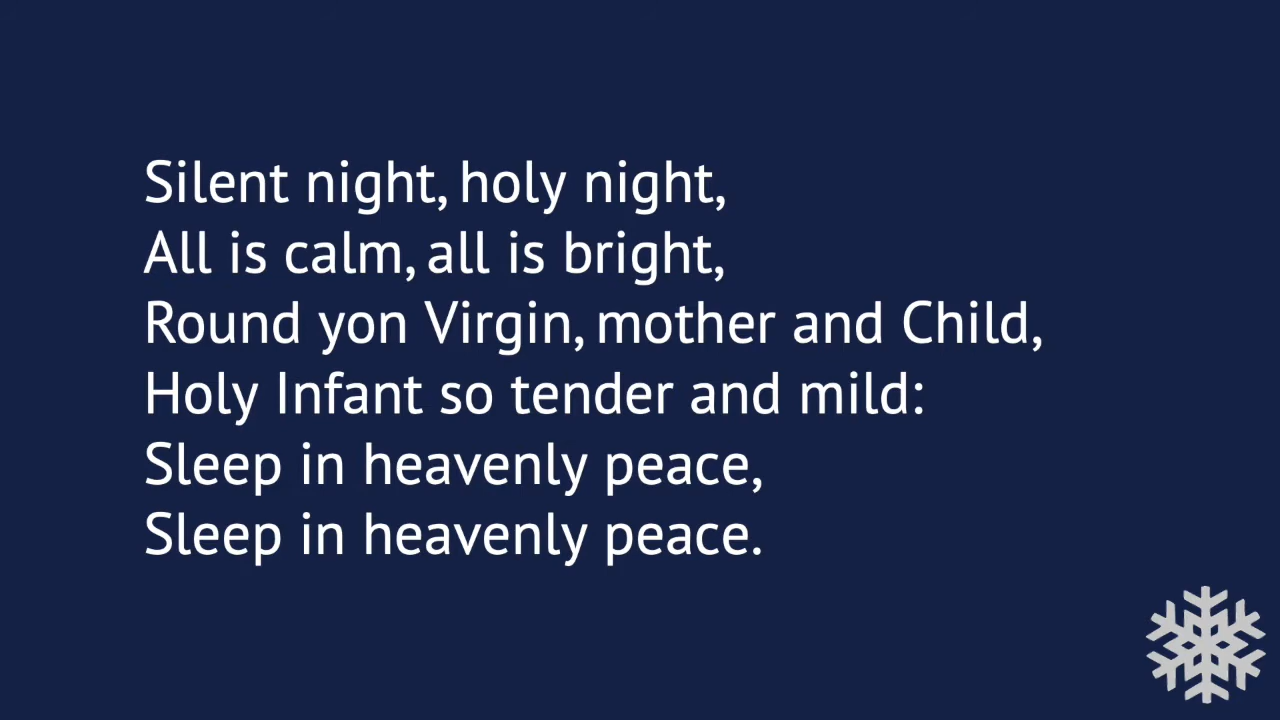 Silent night, holy night,
All is calm, all is bright,
Round yon Virgin, mother and Child,
Holy Infant so tender and mild:
Sleep in heavenly peace,
Sleep in heavenly peace.